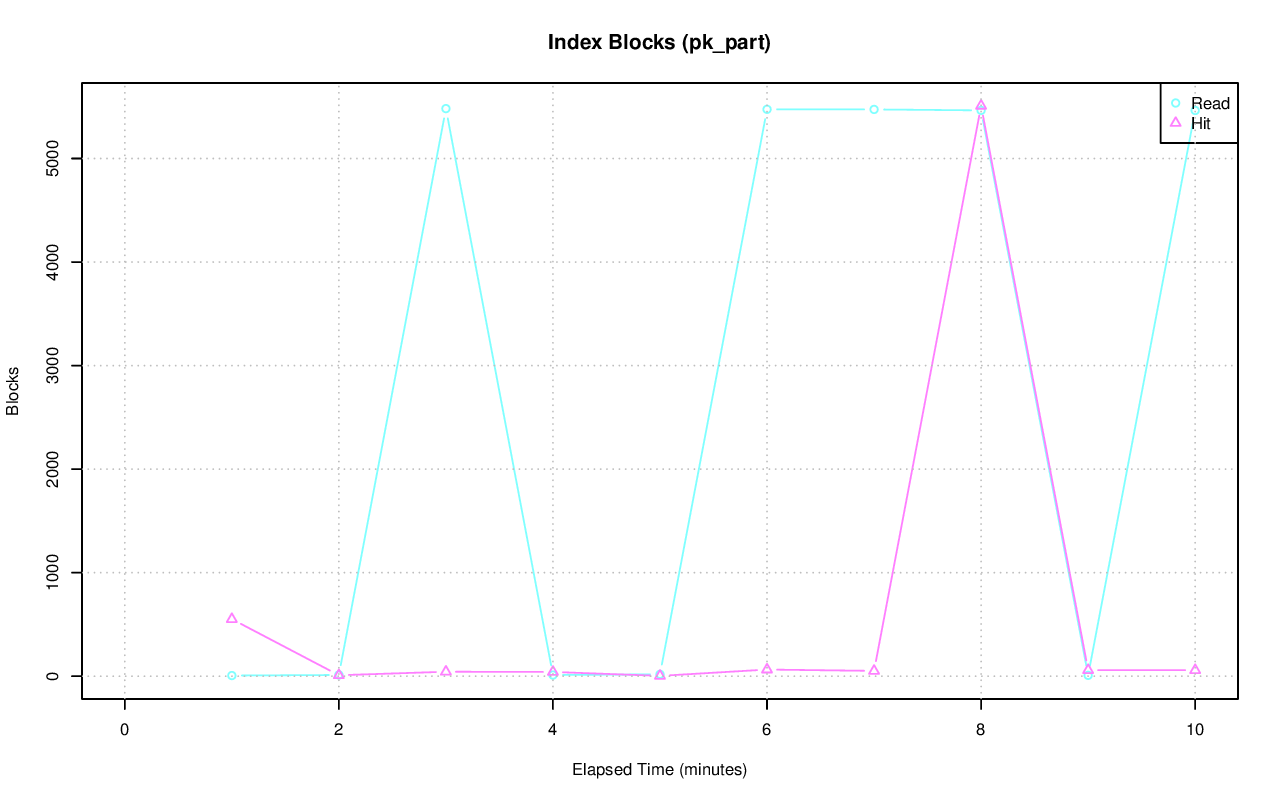 Index Blocks (pk_part)
Read
Hit
Blocks
5000
4000
3000
2000
1000
0
0 2 4 6 8 10
Elapsed Time (minutes)